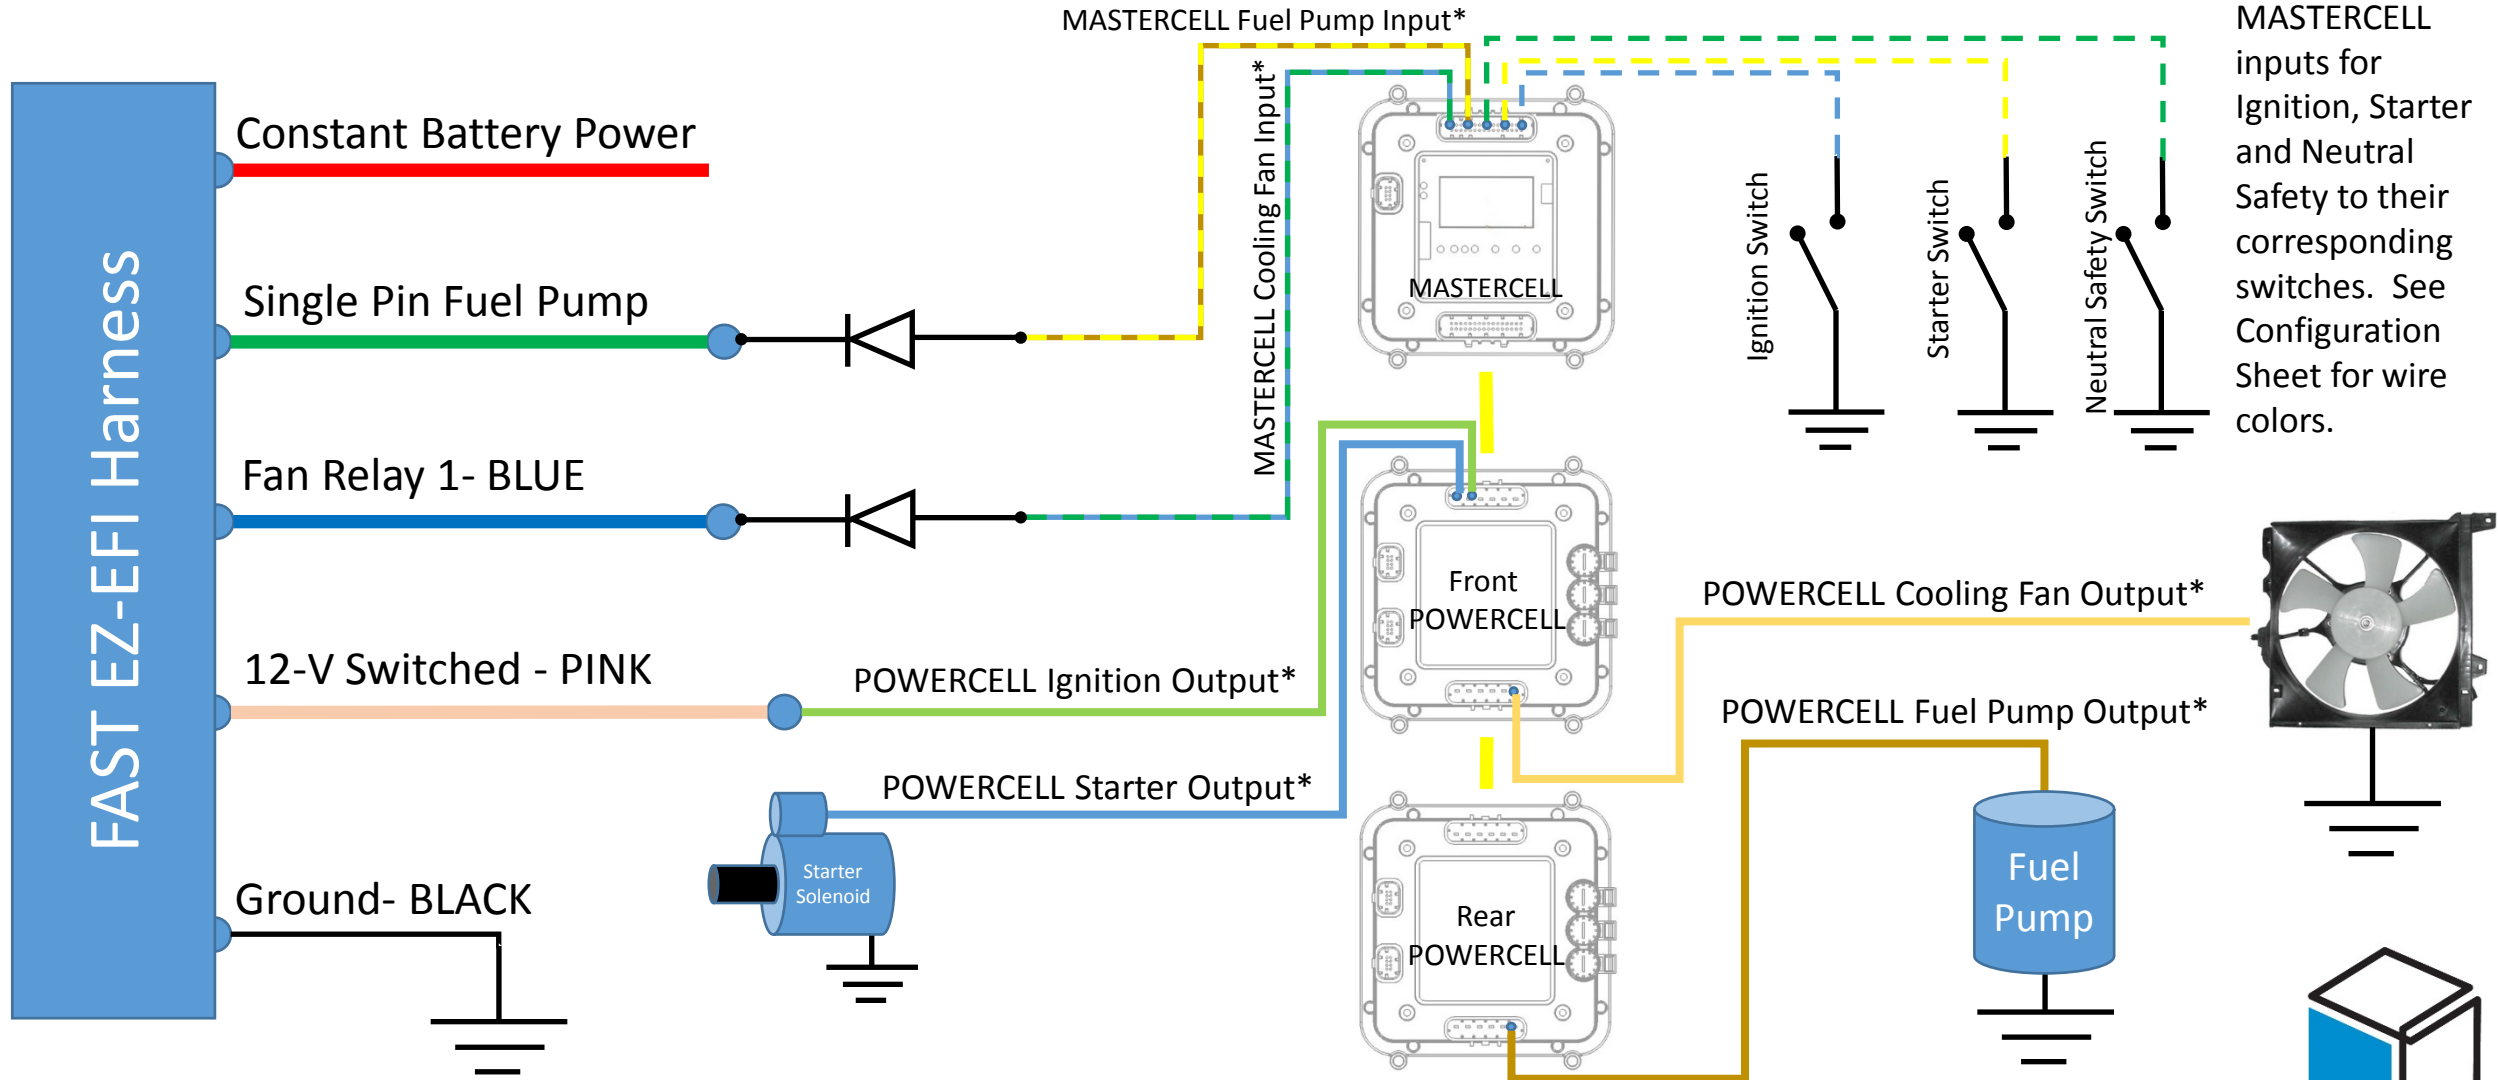 MASTERCELL Fuel Pump Input*
MASTERCELL Cooling Fan Input*
FAST EZ-EFI Harness
Constant Battery Power
Single Pin Fuel Pump
Fan Relay 1- BLUE
12-V Switched - PINK
Ground- BLACK
POWERCELL Ignition Output*
POWERCELL Starter Output*
Starter
Solenoid
MASTERCELL
Front
POWERCELL
Rear
POWERCELL
Ignition Switch
Starter Switch
Neutral Safety Switch
MASTERCELL
inputs for
Ignition, Starter
and Neutral
Safety to their
corresponding
switches.  See
Configuration
Sheet for wire
colors.
POWERCELL Cooling Fan Output*
POWERCELL Fuel Pump Output*
Fuel
Pump